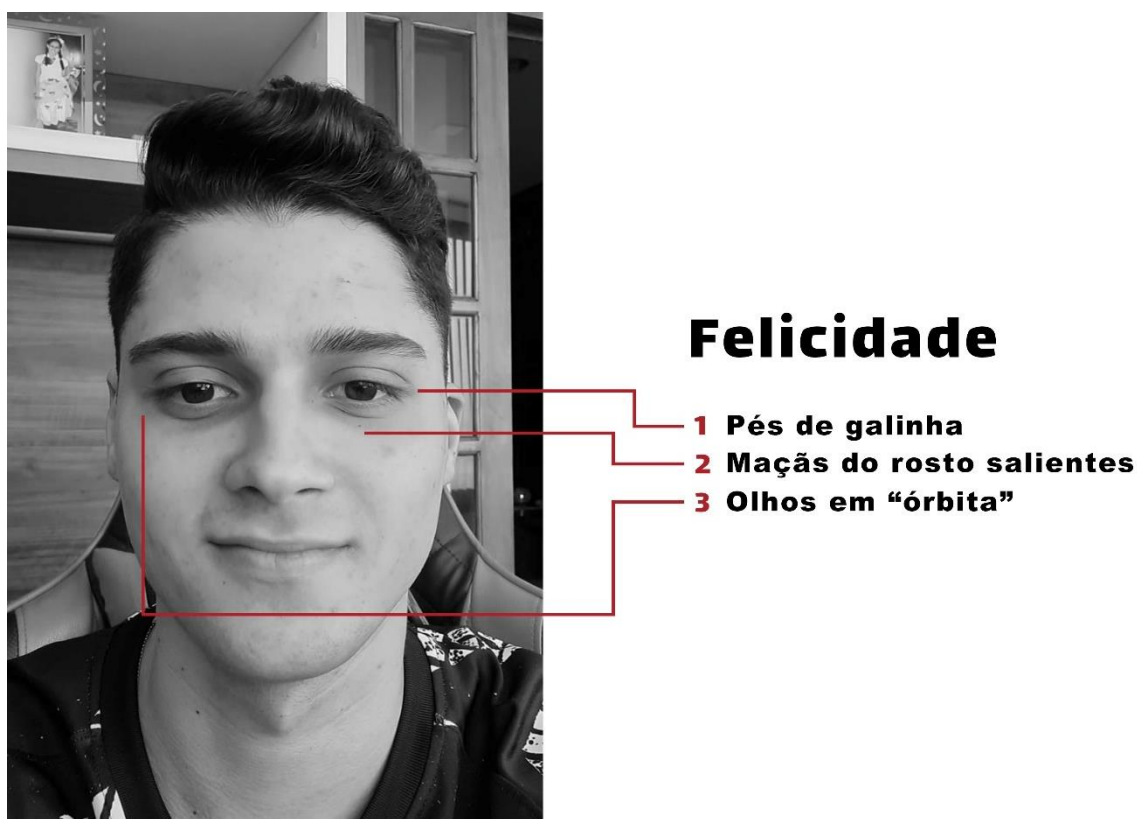 Felicidade
1 Pés de galinha
2 Maçãs do rosto salientes
3 Olhos em “órbita”